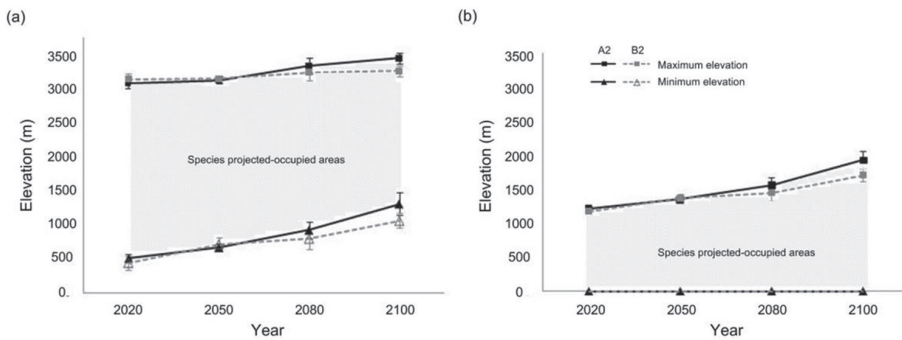 (a)
3500
3000
2500
2000
1500
1000
500
0.
Elevation (m)
Species projected-occupied areas
2020 2050 2080 2100
Year
(b)
3500
3000
2500
2000
1500
1000
500
0
Elevation (m)
A2 B2
Maximum elevation
Minimum elevation
Species projected-occupied areas
2020 2050 2080 2100
Year